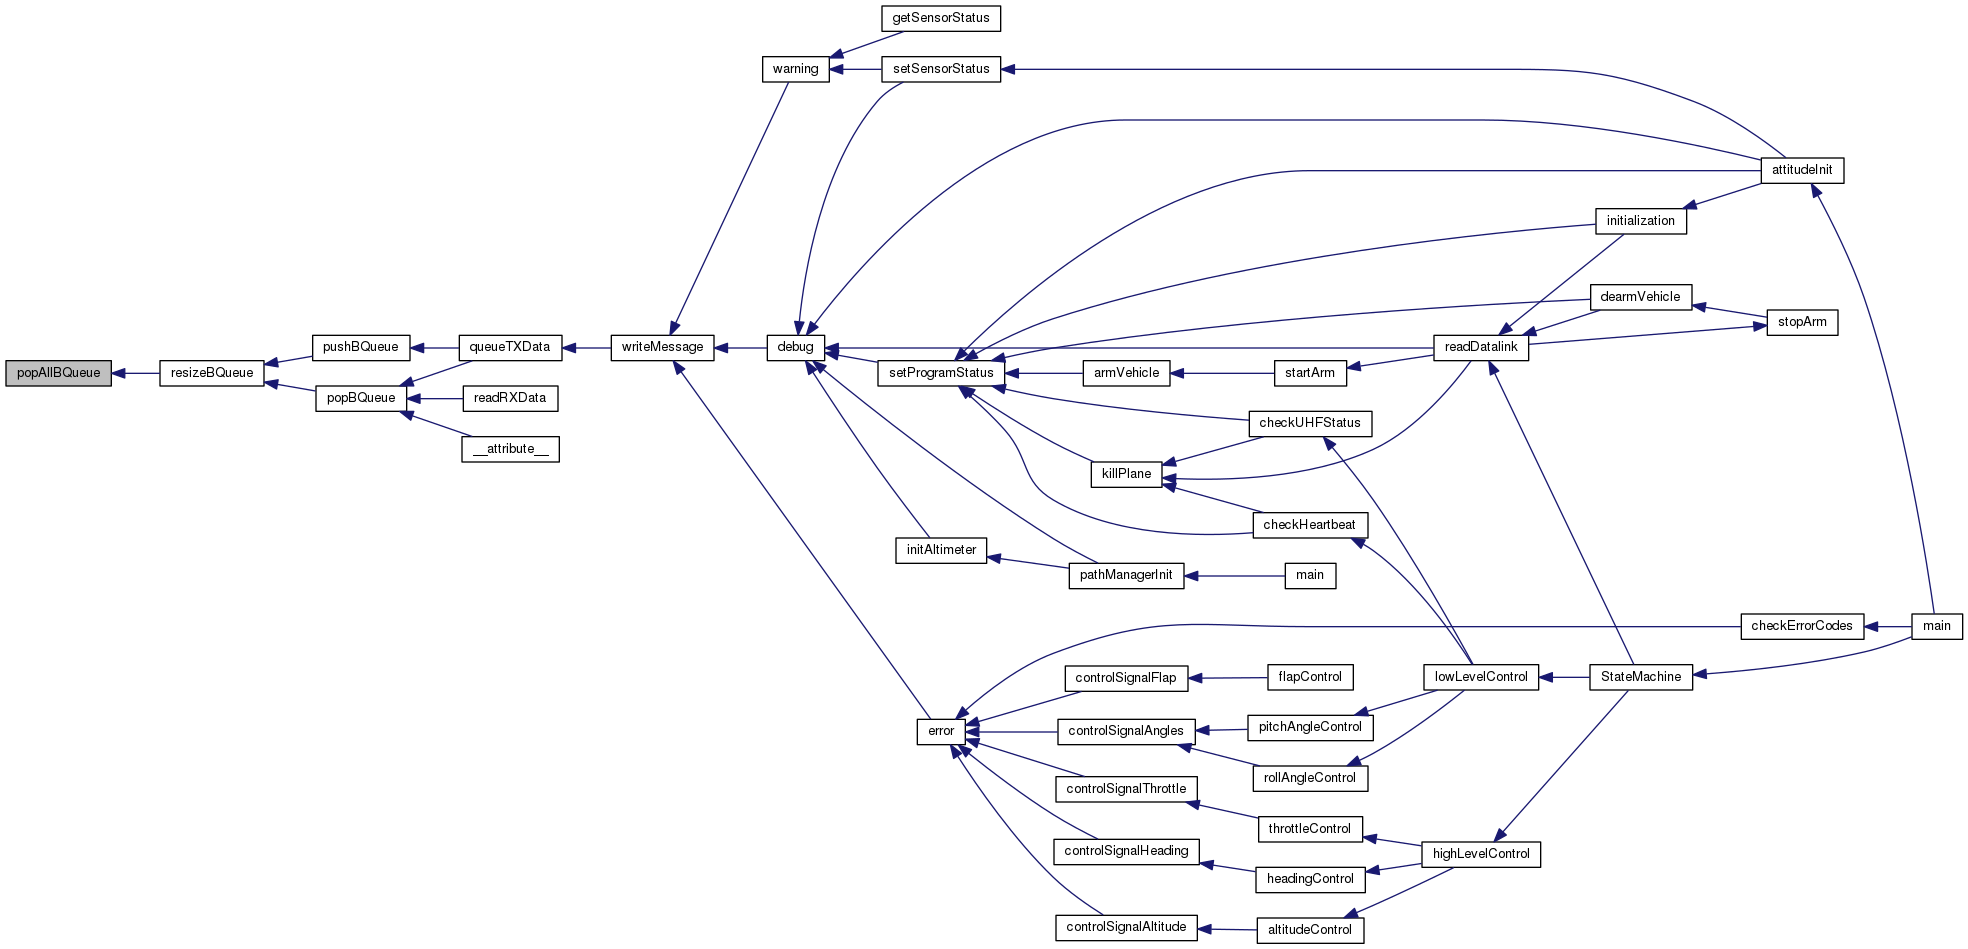 getSensorStatus
warning
setSensorStatus
attitudeInit
initialization
dearmVehicle
stopArm
pushBQueue
queueTXData
writeMessage
debug
readDatalink
popAllBQueue
resizeBQueue
setProgramStatus
armVehicle
startArm
popBQueue
readRXData
checkUHFStatus
__attribute__
killPlane
checkHeartbeat
initAltimeter
pathManagerInit
main
checkErrorCodes
main
controlSignalFlap
flapControl
lowLevelControl
StateMachine
error
controlSignalAngles
pitchAngleControl
rollAngleControl
controlSignalThrottle
throttleControl
controlSignalHeading
highLevelControl
headingControl
controlSignalAltitude
altitudeControl